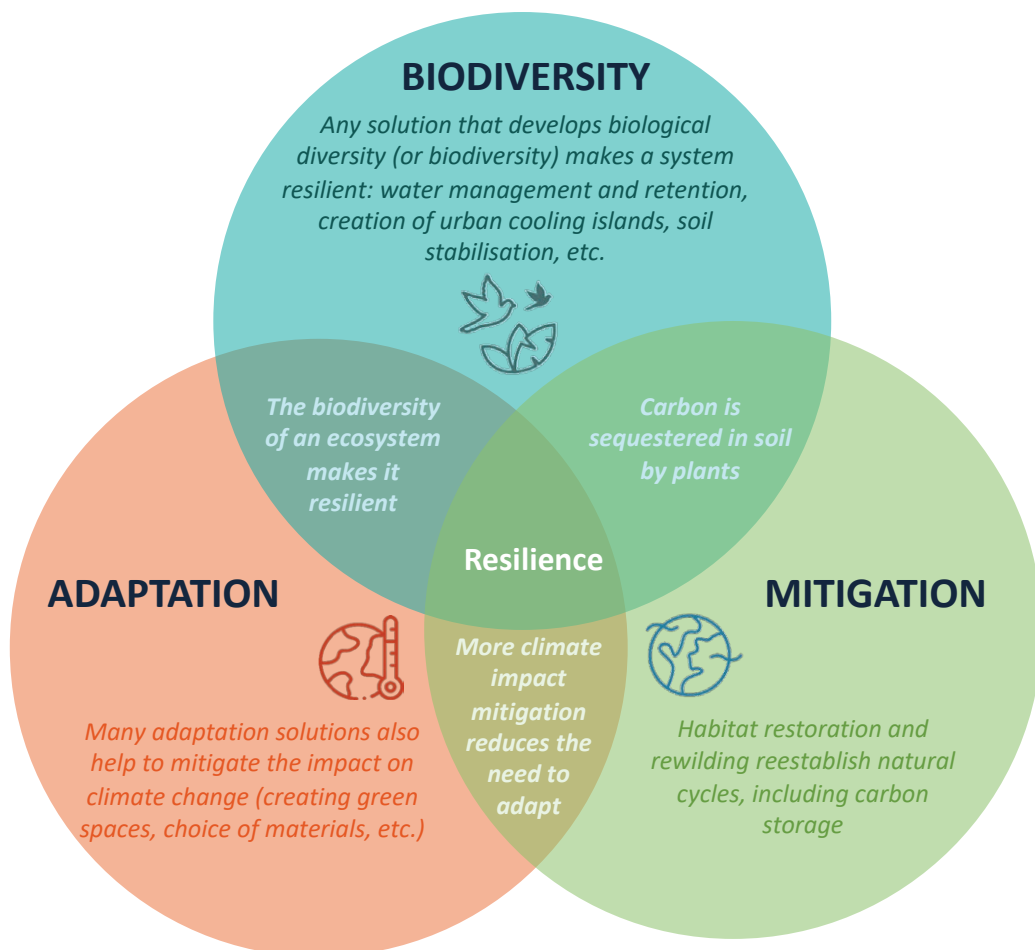 BIODIVERSITY
Any solution that develops biological
diversity (or biodiversity) makes a system
resilient: water management and retention,
creation of urban cooling islands, soil
stabilisation, etc.
The biodiversity
of an ecosystem
makes it
resilient
Carbon is
sequestered in soil
by plants
Resilience
ADAPTATION
Many adaptation solutions also
help to mitigate the impact on
climate change (creating green
spaces, choice of materials, etc.)
More climate
impact
mitigation
reduces the
need to
adapt
MITIGATION
Habitat restoration and
rewilding reestablish natural
cycles, including carbon
storage